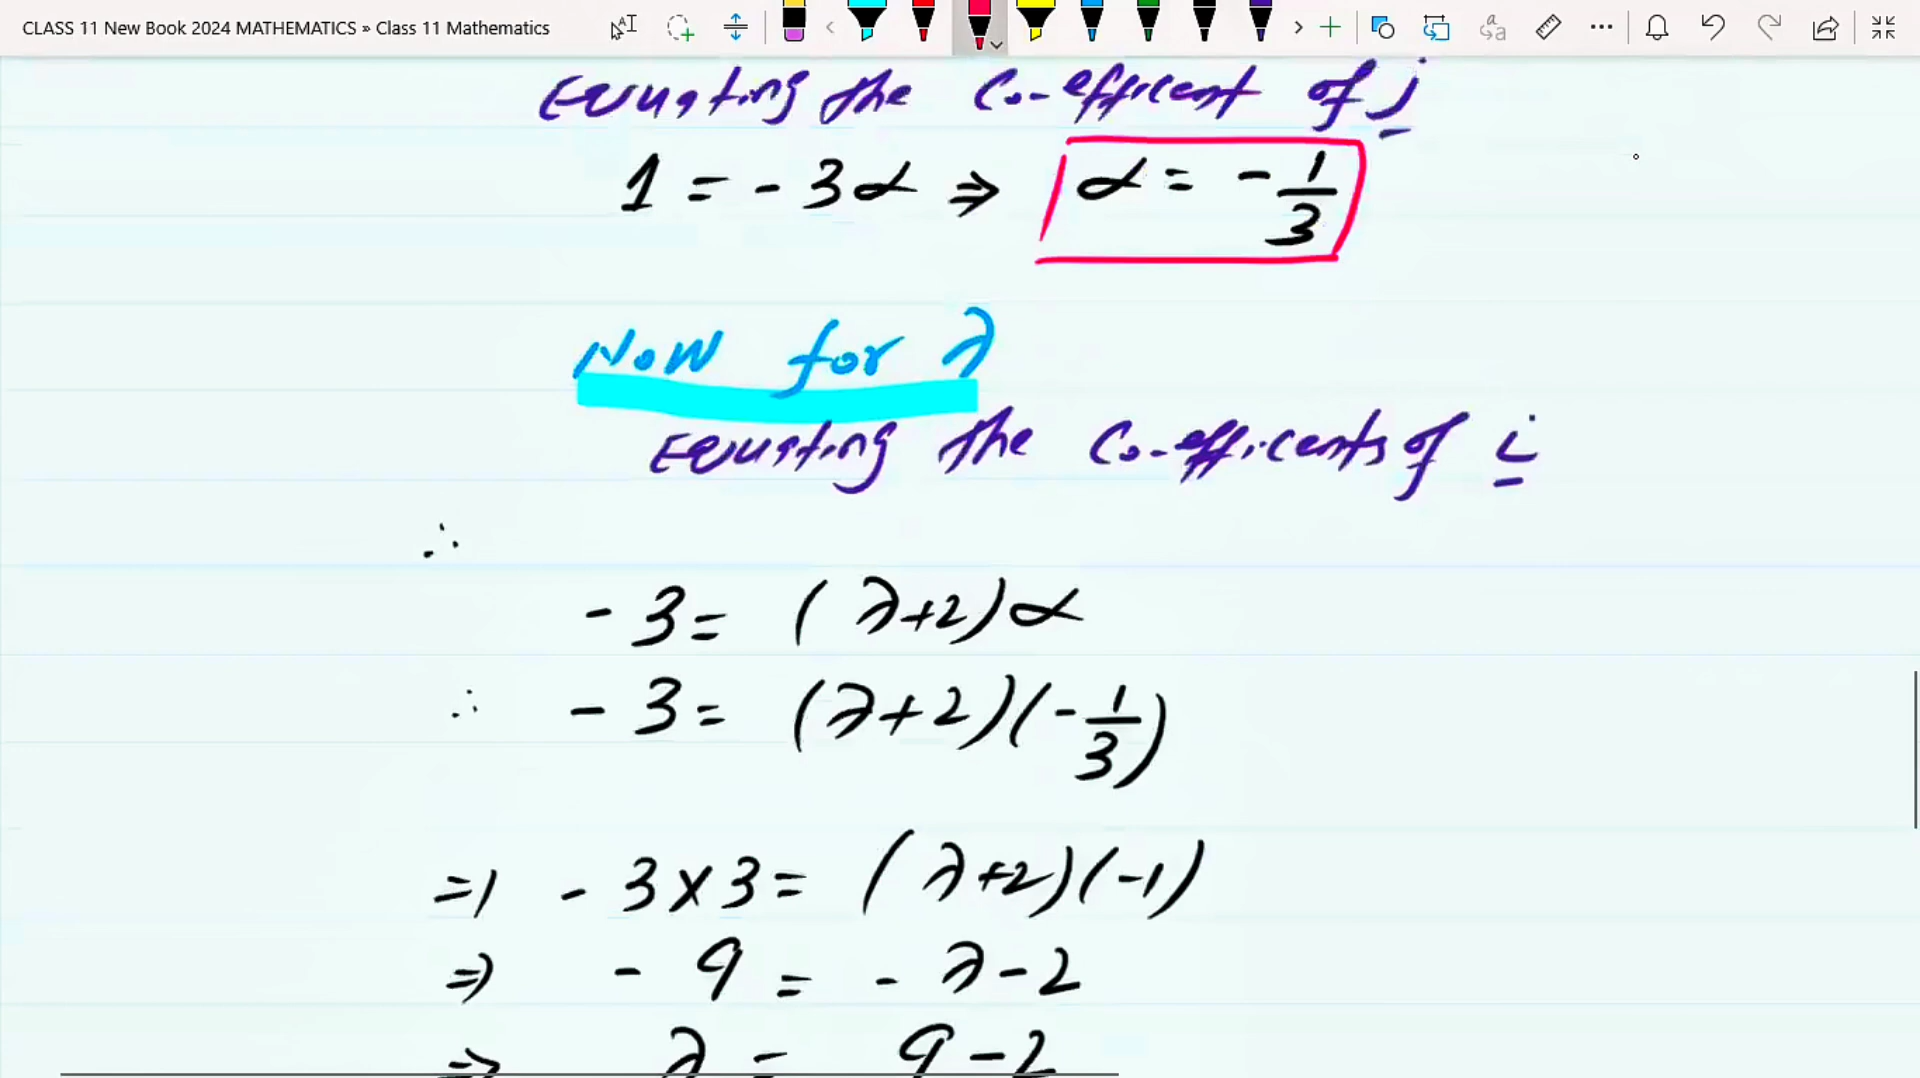 CLASS 11 New Book 2024 MATHEMATICS » Class 11 Mathematics
Equating the Co-efficent of j
1 = - 3α ⇒ α = - 1/3
Now for λ
Equating the Co-efficents of i
∴
- 3 = (λ+2)α
∴ - 3 = (λ+2)(-1/3)
⇒ - 3×3 = (λ+2)(-1)
⇒ - 9 = - λ - 2
⇒ λ = 9 - 2